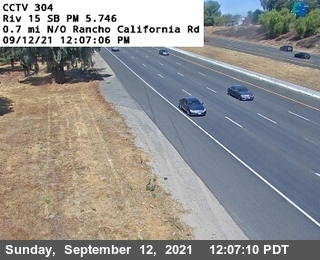 CCTV 304
Riv 15 SB PM 5.746
0.7 mi N/O Rancho California Rd
09/12/21 12:07:06 PM
Sunday, September 12, 2021 12:07:10 PDT